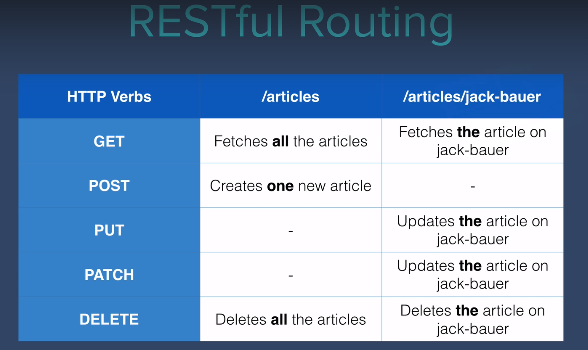 RESTful Routing
HTTP Verbs /articles /articles/jack-bauer
GET Fetches all the articles Fetches the article on
jack-bauer
POST Creates one new article -
PUT - Updates the article on
jack-bauer
PATCH - Updates the article on
jack-bauer
DELETE Deletes all the articles Deletes the article on
jack-bauer